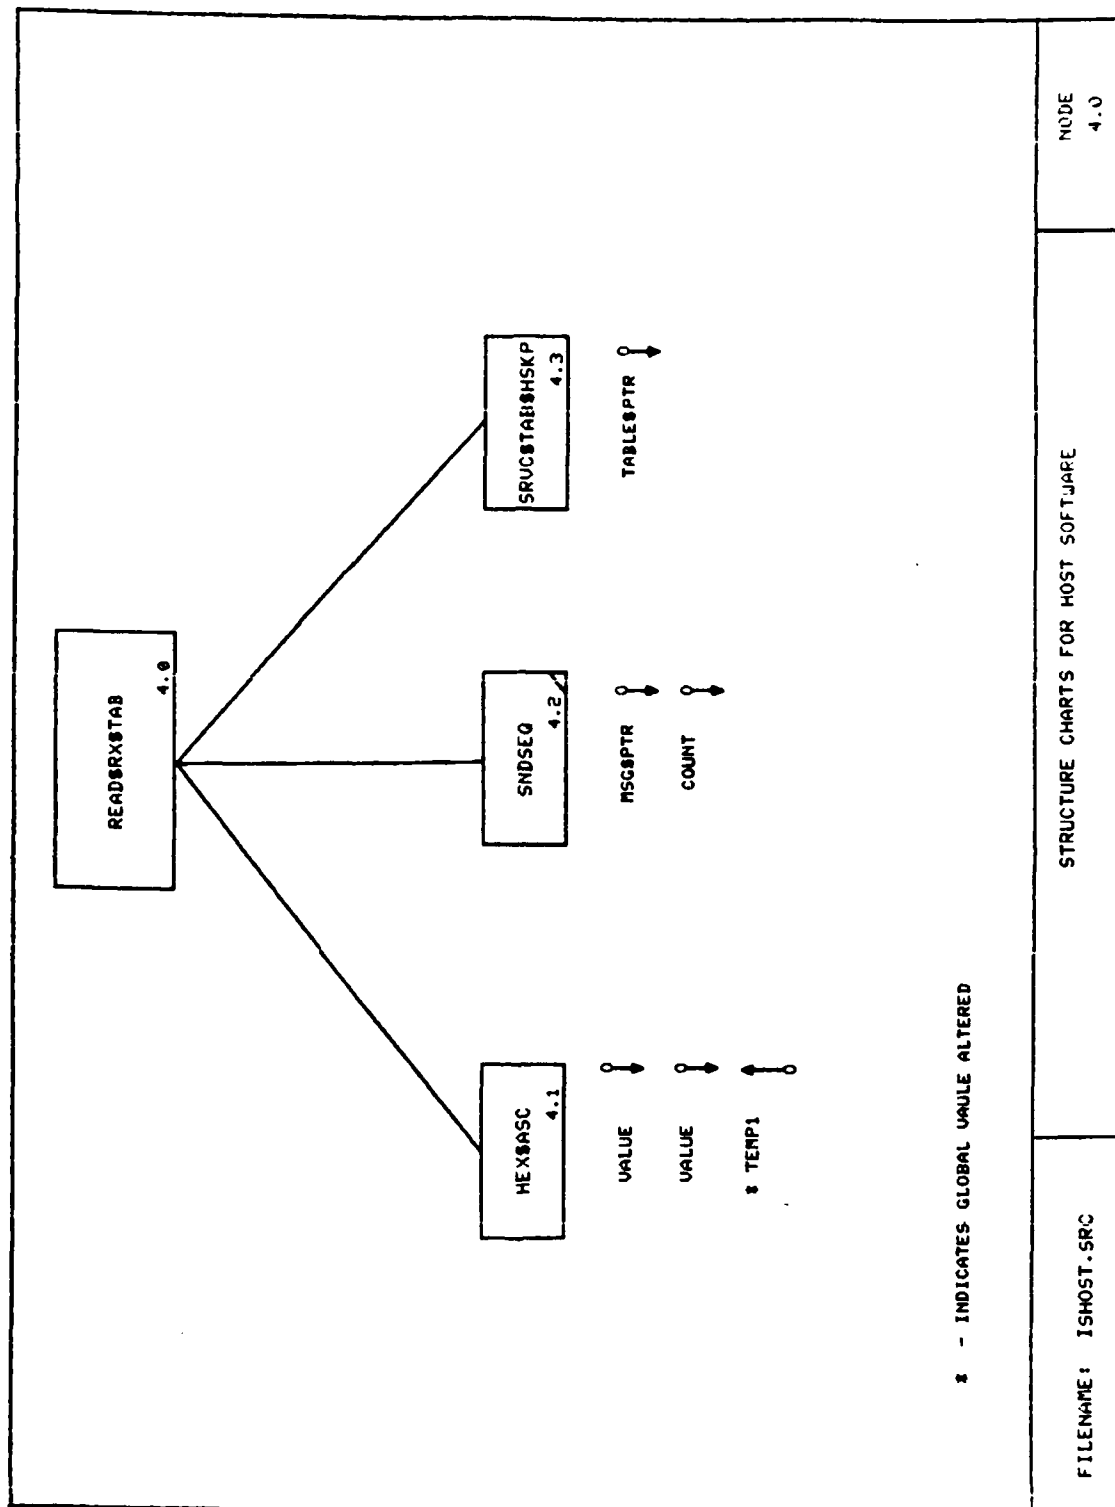 READ$RX$TAB
4.0
HEX$ASC
4.1
SNDSEQ
4.2
SRVC$TAB$HSKP
4.3
VALUE
VALUE
* TEMP1
MSG$PTR
COUNT
TABLE$PTR
* - INDICATES GLOBAL VAULE ALTERED
FILENAME: ISHOST.SRC
STRUCTURE CHARTS FOR HOST SOFTWARE
NODE
4.0